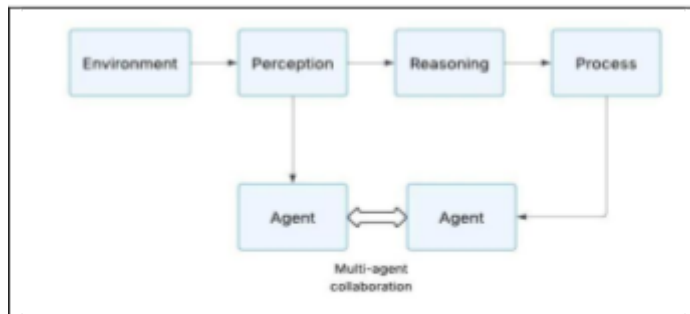 Environment
Perception
Reasoning
Process
Agent
Agent
Multi-agent
collaboration